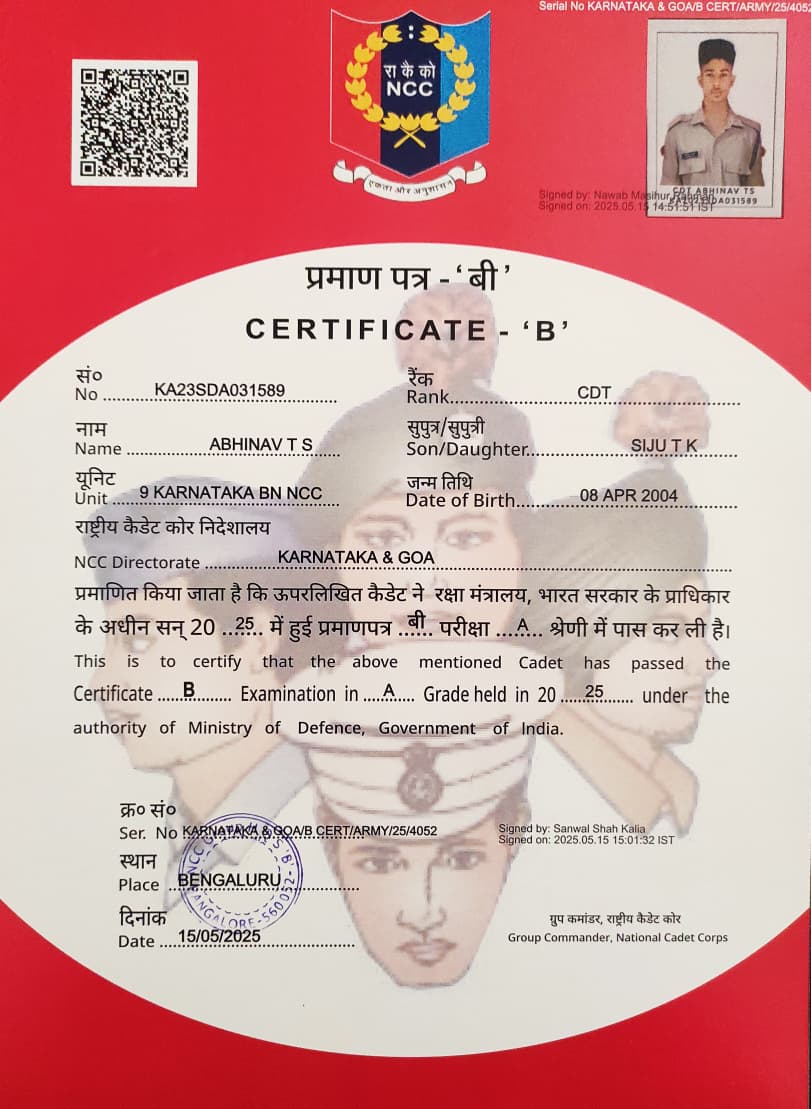 Serial No KARNATAKA & GOA/B CERT/ARMY/25/4052
रा कै को
NCC
एकता और अनुशासन
CDT ABHINAV TS
Signed by: Nawab Masihur Rahman
Signed on: 2025.05.15 14:51:51 IST
प्रमाण पत्र - ‘बी’
CERTIFICATE - ‘B’
सं०
No KA23SDA031589
रैंक
Rank CDT
नाम
Name ABHINAV T S
सुपुत्र/सुपुत्री
Son/Daughter SIJU T K
यूनिट
Unit 9 KARNATAKA BN NCC
जन्म तिथि
Date of Birth 08 APR 2004
राष्ट्रीय कैडेट कोर निदेशालय
NCC Directorate KARNATAKA & GOA
प्रमाणित किया जाता है कि ऊपरलिखित कैडेट ने रक्षा मंत्रालय, भारत सरकार के प्राधिकार
के अधीन सन् 20 ..25.. में हुई प्रमाणपत्र ..बी.. परीक्षा ....A... श्रेणी में पास कर ली है।
This is to certify that the above mentioned Cadet has passed the
Certificate .....B....... Examination in ....A.... Grade held in 20 .....25...... under the
authority of Ministry of Defence, Government of India.
क्र० सं०
Ser. No KARNATAKA & GOA/B CERT/ARMY/25/4052
स्थान
Place BENGALURU
दिनांक
Date 15/05/2025
BANGALORE-560052
Signed by: Sanwal Shah Kalia
Signed on: 2025.05.15 15:01:32 IST
ग्रुप कमांडर, राष्ट्रीय कैडेट कोर
Group Commander, National Cadet Corps